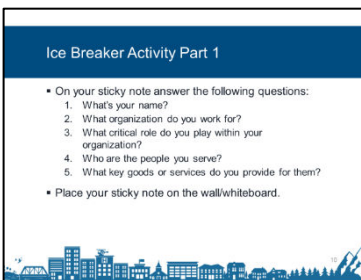 Ice Breaker Activity Part 1
▪ On your sticky note answer the following questions:
1. What's your name?
2. What organization do you work for?
3. What critical role do you play within your
organization?
4. Who are the people you serve?
5. What key goods or services do you provide for them?
▪ Place your sticky note on the wall/whiteboard.
10